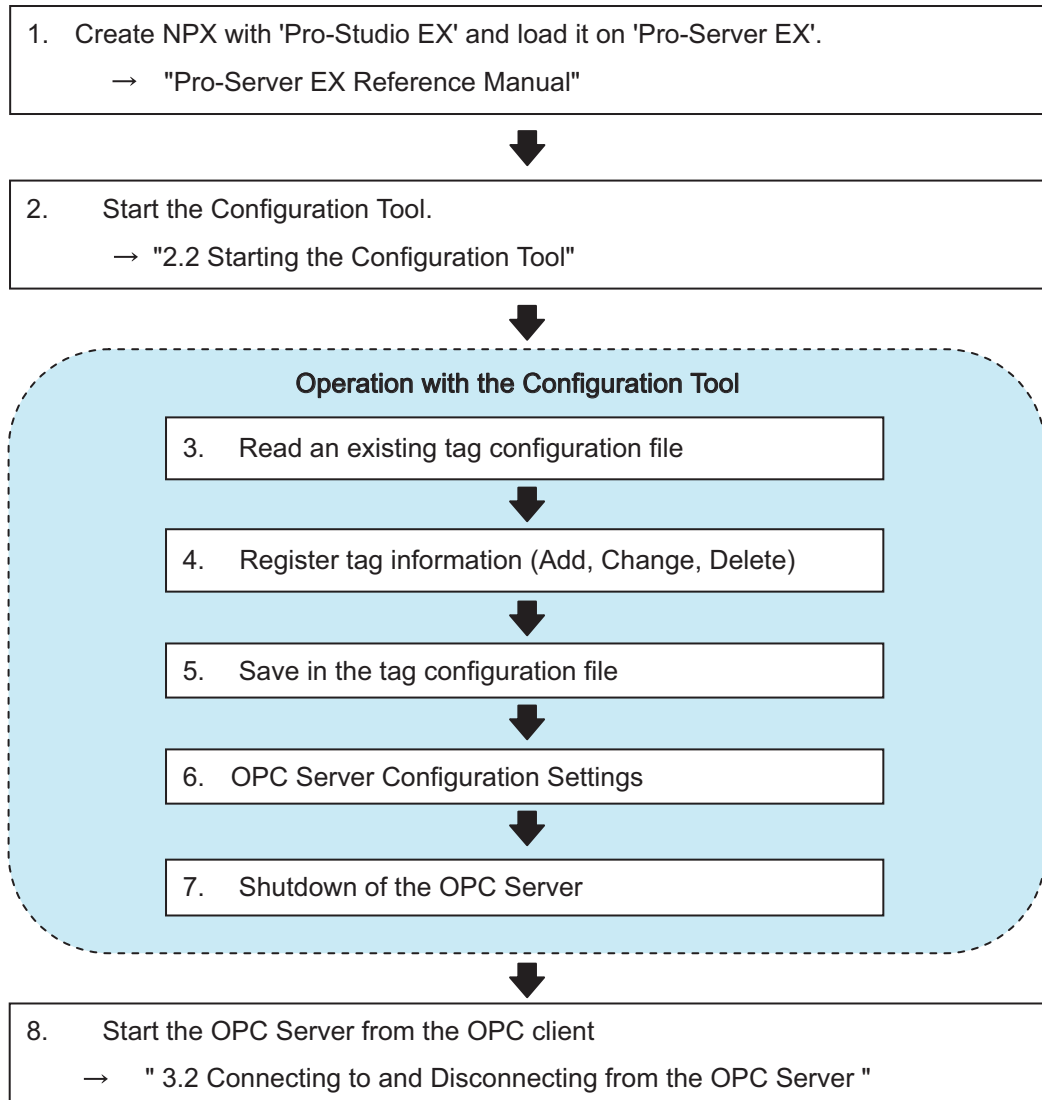 1. Create NPX with 'Pro-Studio EX' and load it on 'Pro-Server EX'.
→ "Pro-Server EX Reference Manual"
2. Start the Configuration Tool.
→ "2.2 Starting the Configuration Tool"
Operation with the Configuration Tool
3. Read an existing tag configuration file
4. Register tag information (Add, Change, Delete)
5. Save in the tag configuration file
6. OPC Server Configuration Settings
7. Shutdown of the OPC Server
8. Start the OPC Server from the OPC client
→ " 3.2 Connecting to and Disconnecting from the OPC Server "